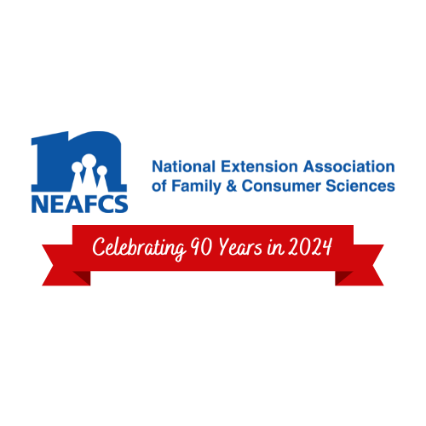 n
NEAFCS
National Extension Association
of Family & Consumer Sciences
Celebrating 90 Years in 2024